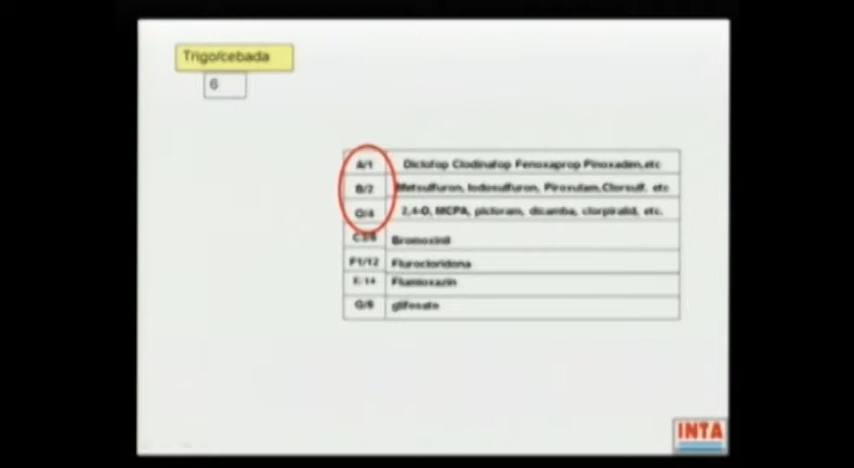 Trigo/cebada
6
A/1 Diclofop Clodinafop Fenoxaprop Pinoxaden,etc
B/2 Metsulfuron, Iodosulfuron, Piroxulam,Clorsulf. etc
O/4 2,4-D, MCPA, picloram, dicamba, clorpiralid, etc.
C3/6 Bromoxinil
F1/12 Flurocloridona
E/14 Flumioxazin
G/9 glifosato
INTA